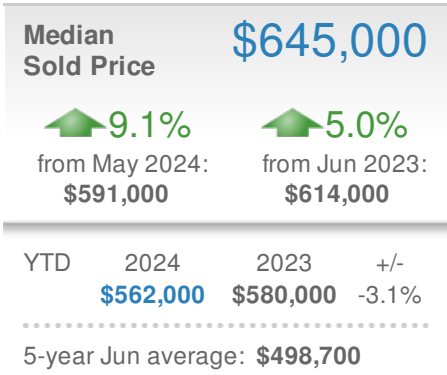 Median
Sold Price
$645,000
9.1%
from May 2024:
$591,000
5.0%
from Jun 2023:
$614,000
YTD 2024 2023 +/-
$562,000 $580,000 -3.1%
5-year Jun average: $498,700